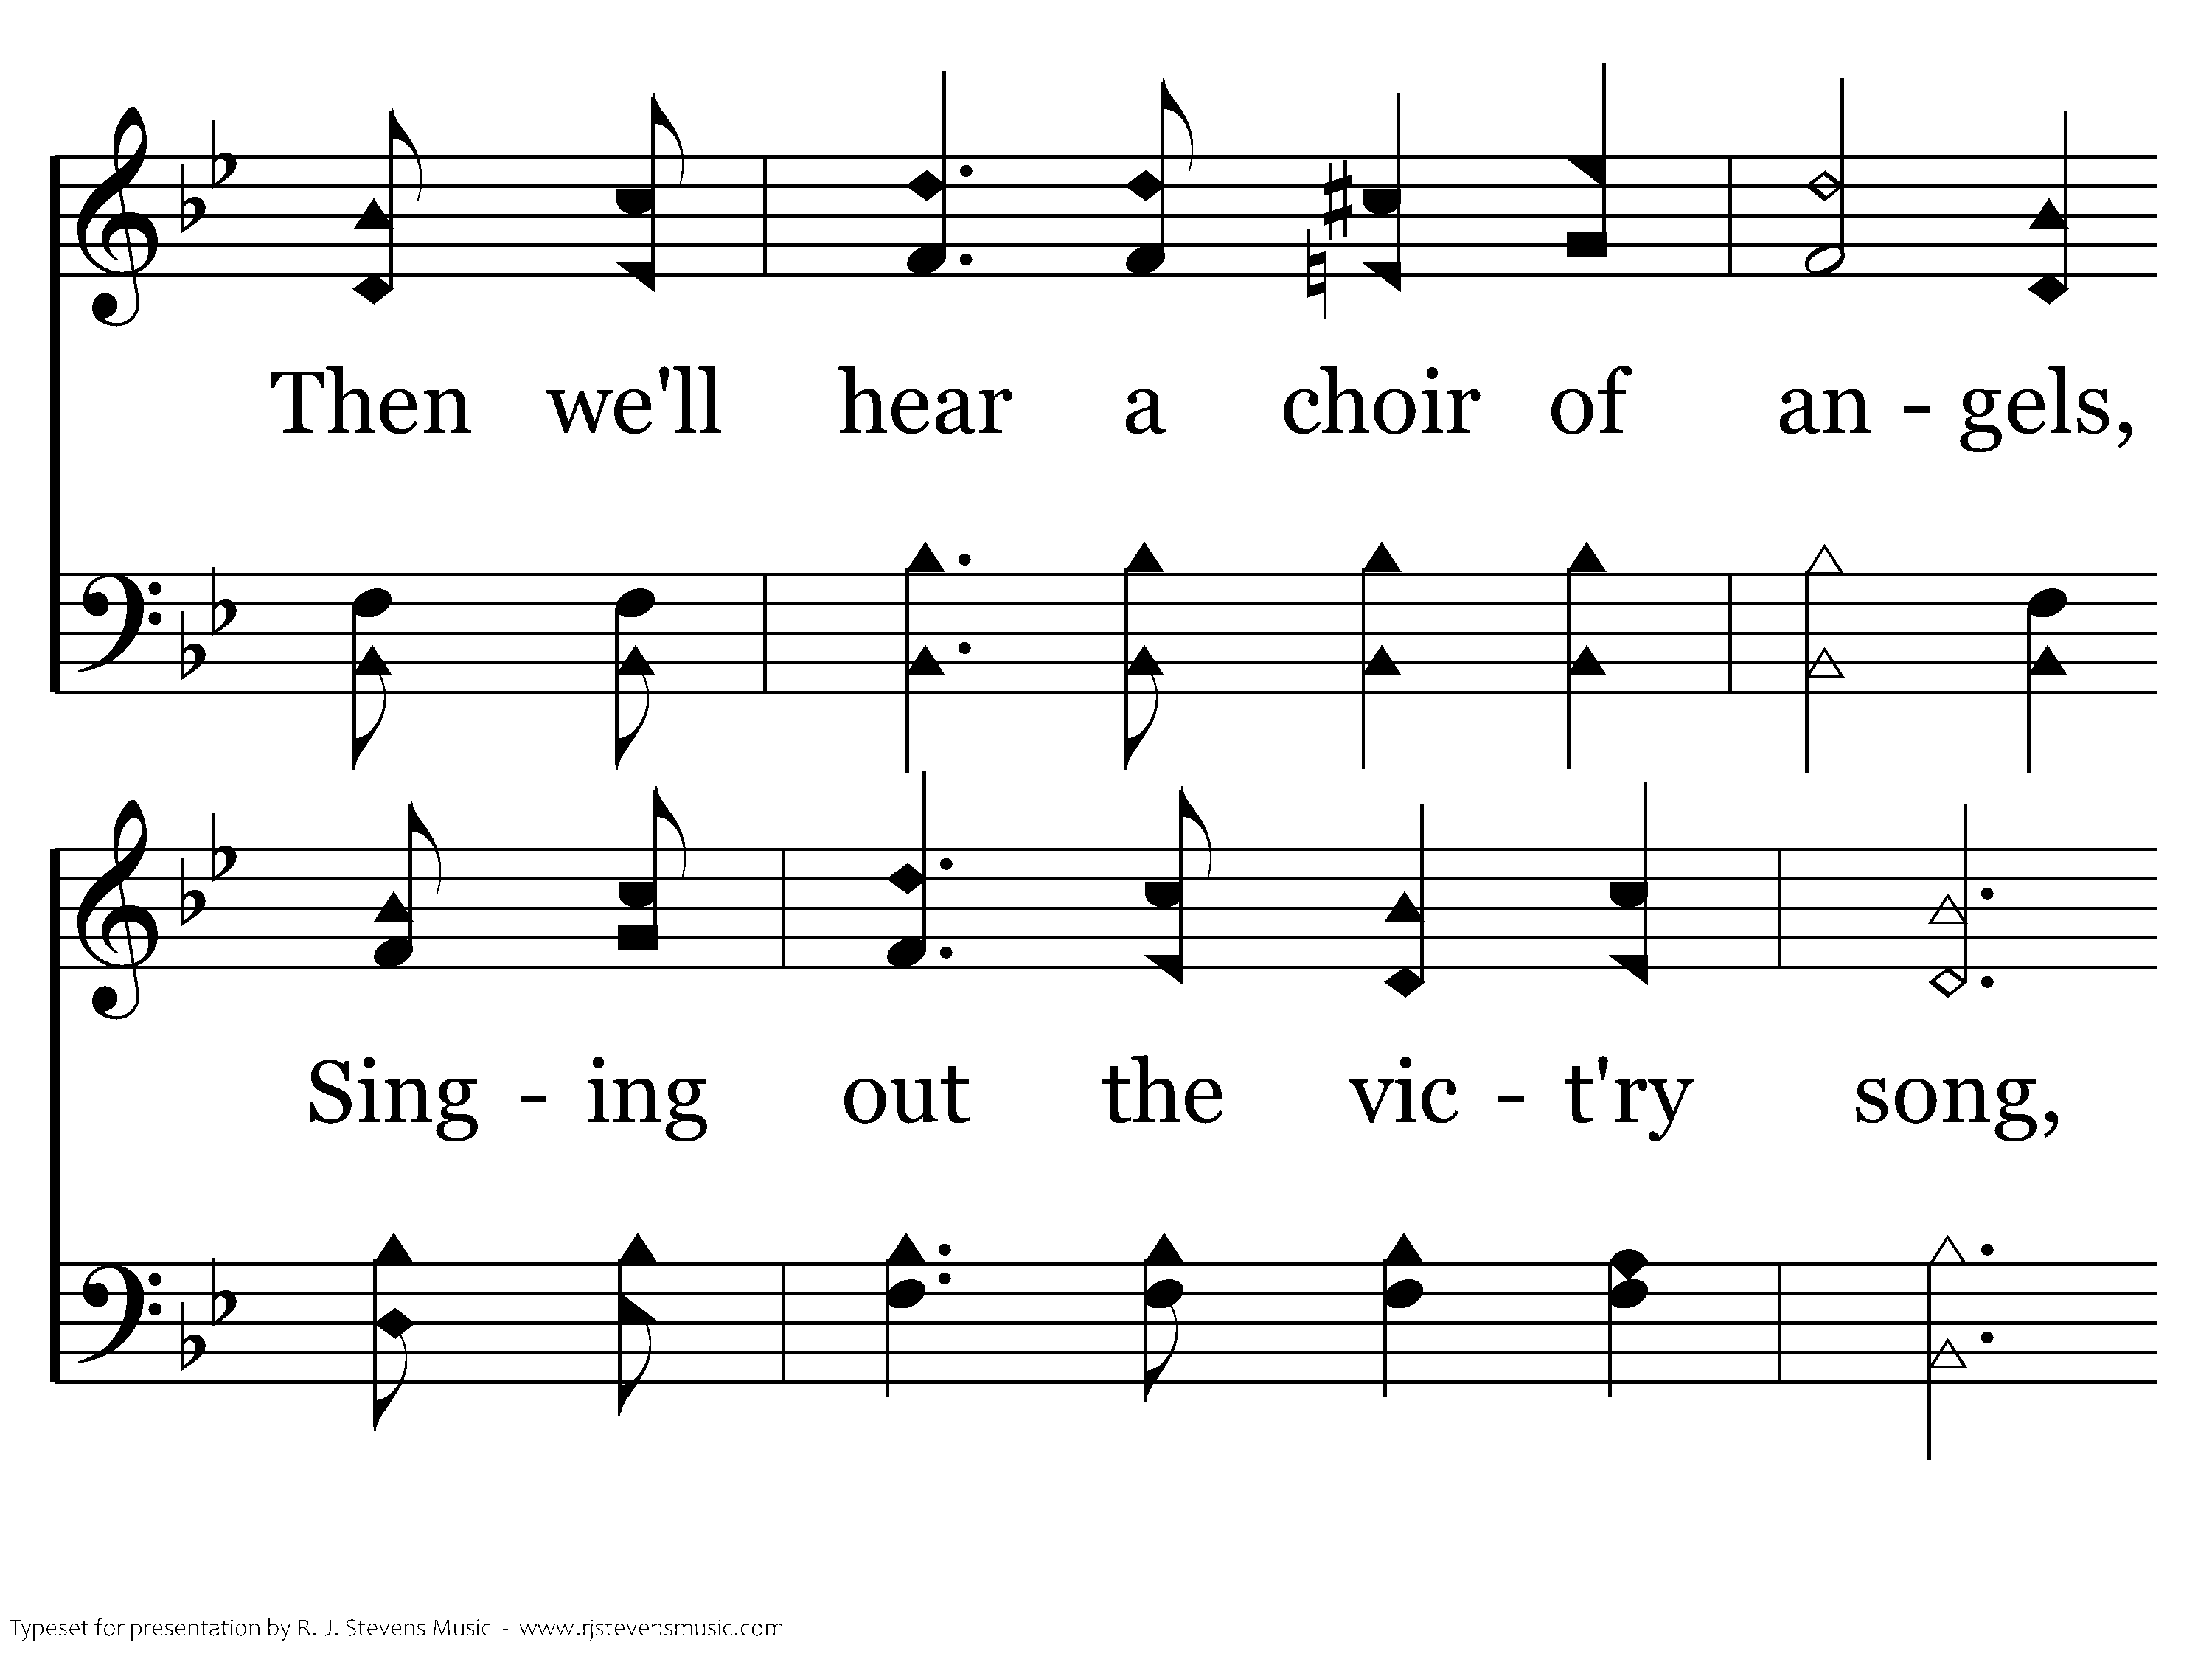 Then we'll hear a choir of an - gels,
Sing - ing out the vic - t'ry song,
Typeset for presentation by R. J. Stevens Music - www.rjstevensmusic.com